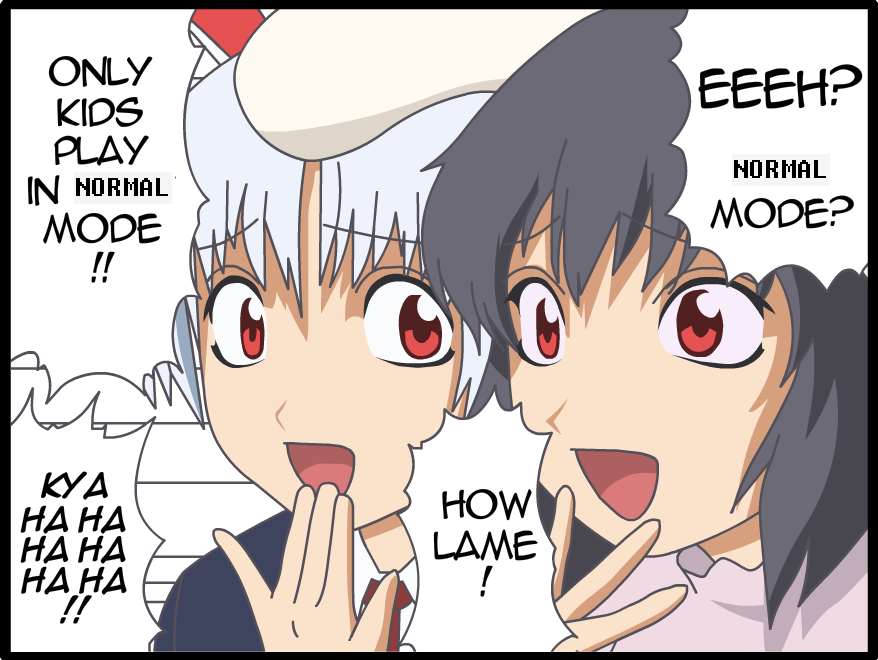 EEEH?
NORMAL
MODE?
ONLY
KIDS
PLAY
IN NORMAL
MODE
!!
HOW
LAME
!
KYA
HA HA
HA HA
HA HA
!!